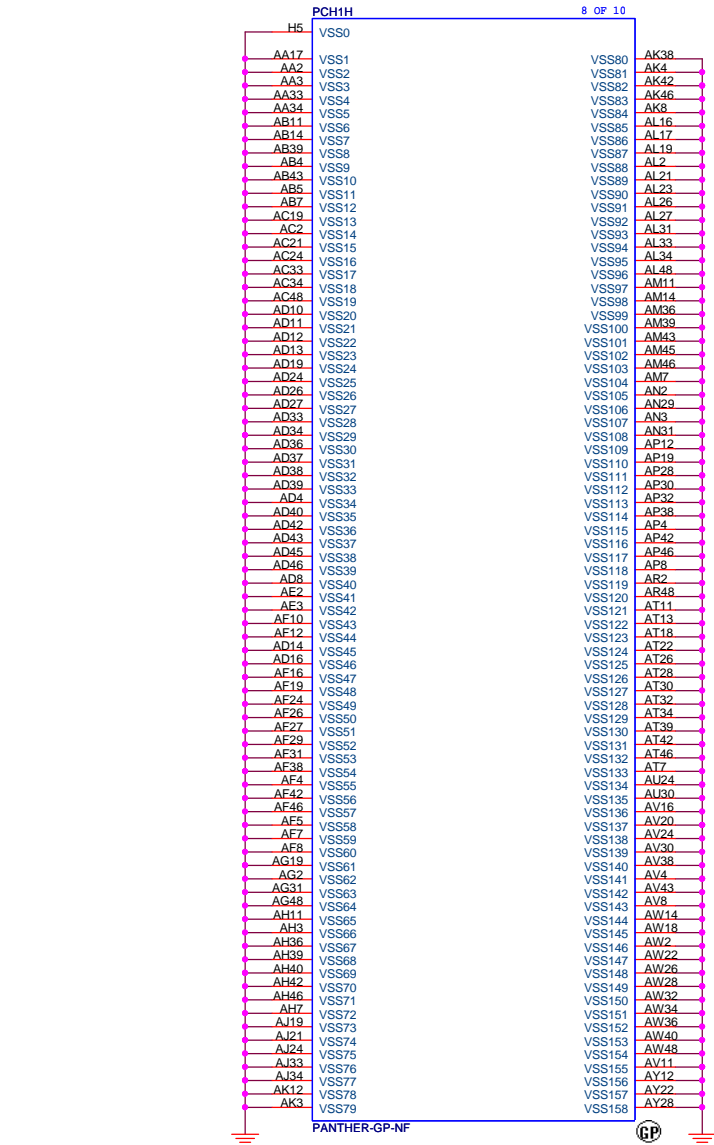 PCH1H 8 OF 10
H5 VSS0
AA17 VSS1 VSS80 AK38
AA2 VSS2 VSS81 AK4
AA3 VSS3 VSS82 AK42
AA33 VSS4 VSS83 AK46
AA34 VSS5 VSS84 AK8
AB11 VSS6 VSS85 AL16
AB14 VSS7 VSS86 AL17
AB39 VSS8 VSS87 AL19
AB4 VSS9 VSS88 AL2
AB43 VSS10 VSS89 AL21
AB5 VSS11 VSS90 AL23
AB7 VSS12 VSS91 AL26
AC19 VSS13 VSS92 AL27
AC2 VSS14 VSS93 AL31
AC21 VSS15 VSS94 AL33
AC24 VSS16 VSS95 AL34
AC33 VSS17 VSS96 AL48
AC34 VSS18 VSS97 AM11
AC48 VSS19 VSS98 AM14
AD10 VSS20 VSS99 AM36
AD11 VSS21 VSS100 AM39
AD12 VSS22 VSS101 AM43
AD13 VSS23 VSS102 AM45
AD19 VSS24 VSS103 AM46
AD24 VSS25 VSS104 AM7
AD26 VSS26 VSS105 AN2
AD27 VSS27 VSS106 AN29
AD33 VSS28 VSS107 AN3
AD34 VSS29 VSS108 AN31
AD36 VSS30 VSS109 AP12
AD37 VSS31 VSS110 AP19
AD38 VSS32 VSS111 AP28
AD39 VSS33 VSS112 AP30
AD4 VSS34 VSS113 AP32
AD40 VSS35 VSS114 AP38
AD42 VSS36 VSS115 AP4
AD43 VSS37 VSS116 AP42
AD45 VSS38 VSS117 AP46
AD46 VSS39 VSS118 AP8
AD8 VSS40 VSS119 AR2
AE2 VSS41 VSS120 AR48
AE3 VSS42 VSS121 AT11
AF10 VSS43 VSS122 AT13
AF12 VSS44 VSS123 AT18
AD14 VSS45 VSS124 AT22
AD16 VSS46 VSS125 AT26
AF16 VSS47 VSS126 AT28
AF19 VSS48 VSS127 AT30
AF24 VSS49 VSS128 AT32
AF26 VSS50 VSS129 AT34
AF27 VSS51 VSS130 AT39
AF29 VSS52 VSS131 AT42
AF31 VSS53 VSS132 AT46
AF38 VSS54 VSS133 AT7
AF4 VSS55 VSS134 AU24
AF42 VSS56 VSS135 AU30
AF46 VSS57 VSS136 AV16
AF5 VSS58 VSS137 AV20
AF7 VSS59 VSS138 AV24
AF8 VSS60 VSS139 AV30
AG19 VSS61 VSS140 AV38
AG2 VSS62 VSS141 AV4
AG31 VSS63 VSS142 AV43
AG48 VSS64 VSS143 AV8
AH11 VSS65 VSS144 AW14
AH3 VSS66 VSS145 AW18
AH36 VSS67 VSS146 AW2
AH39 VSS68 VSS147 AW22
AH40 VSS69 VSS148 AW26
AH42 VSS70 VSS149 AW28
AH46 VSS71 VSS150 AW32
AH7 VSS72 VSS151 AW34
AJ19 VSS73 VSS152 AW36
AJ21 VSS74 VSS153 AW40
AJ24 VSS75 VSS154 AW48
AJ33 VSS76 VSS155 AV11
AJ34 VSS77 VSS156 AY12
AK12 VSS78 VSS157 AY22
AK3 VSS79 VSS158 AY28
PANTHER-GP-NF GP